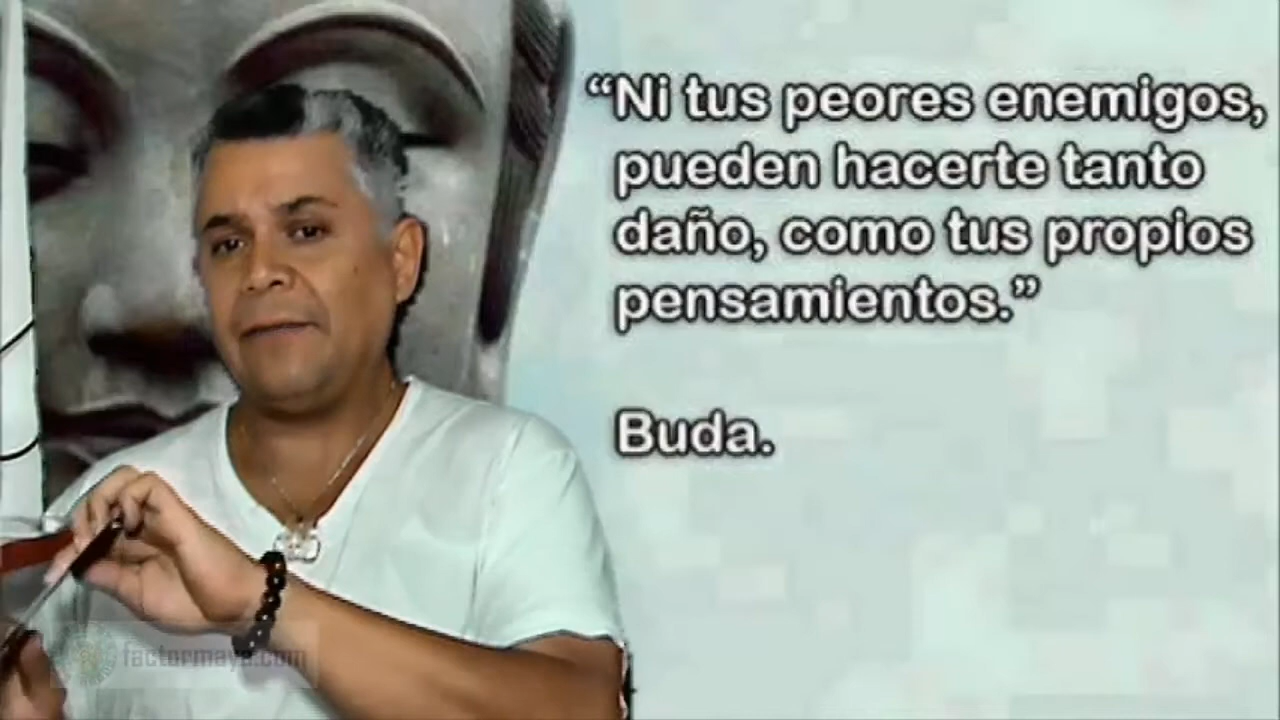 “Ni tus peores enemigos,
pueden hacerte tanto
daño, como tus propios
pensamientos.”
Buda.
factormaya.com